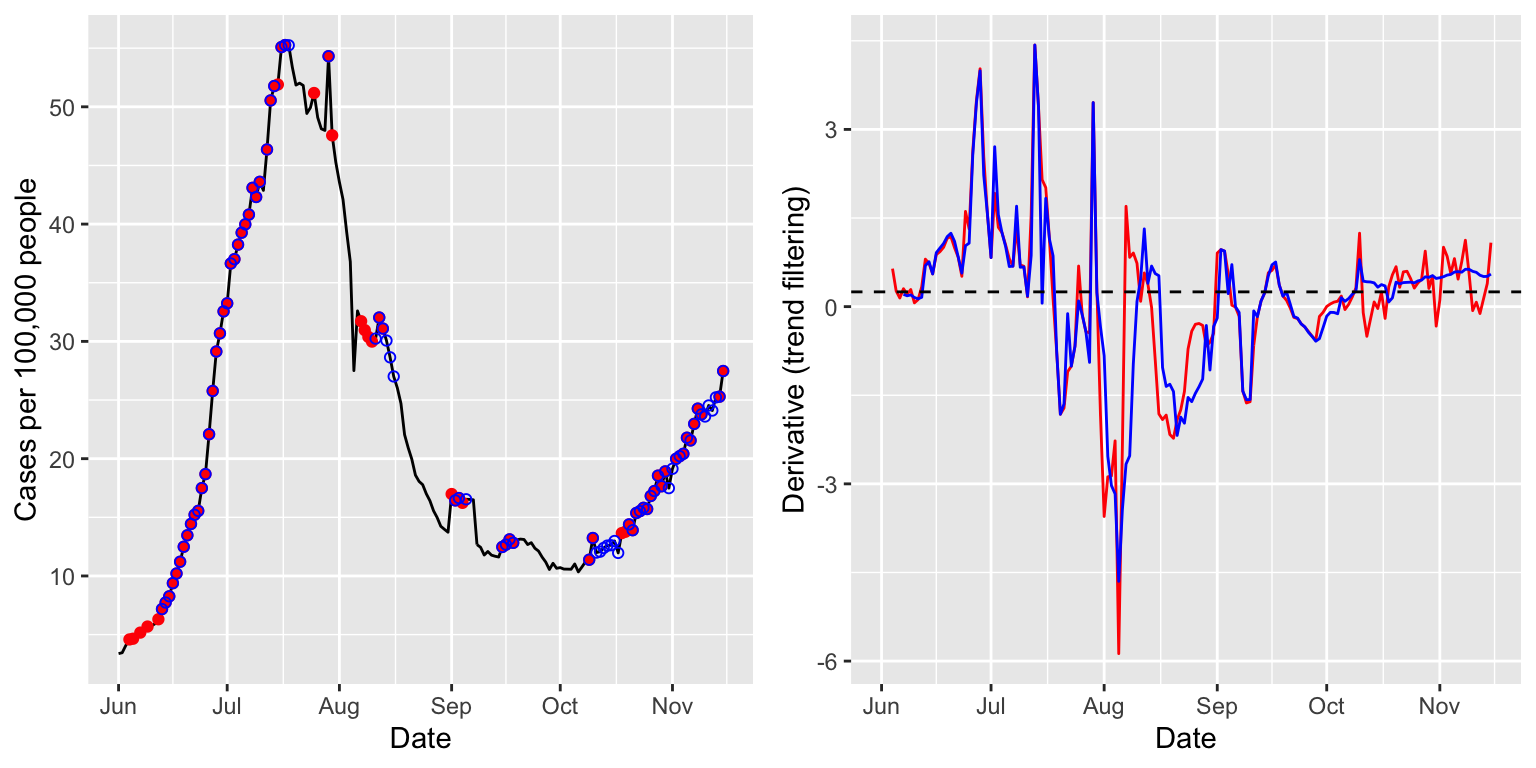 Cases per 100,000 people
50
40
30
20
10
Jun Jul Aug Sep Oct Nov
Date
Derivative (trend filtering)
3
0
-3
-6
Jun Jul Aug Sep Oct Nov
Date